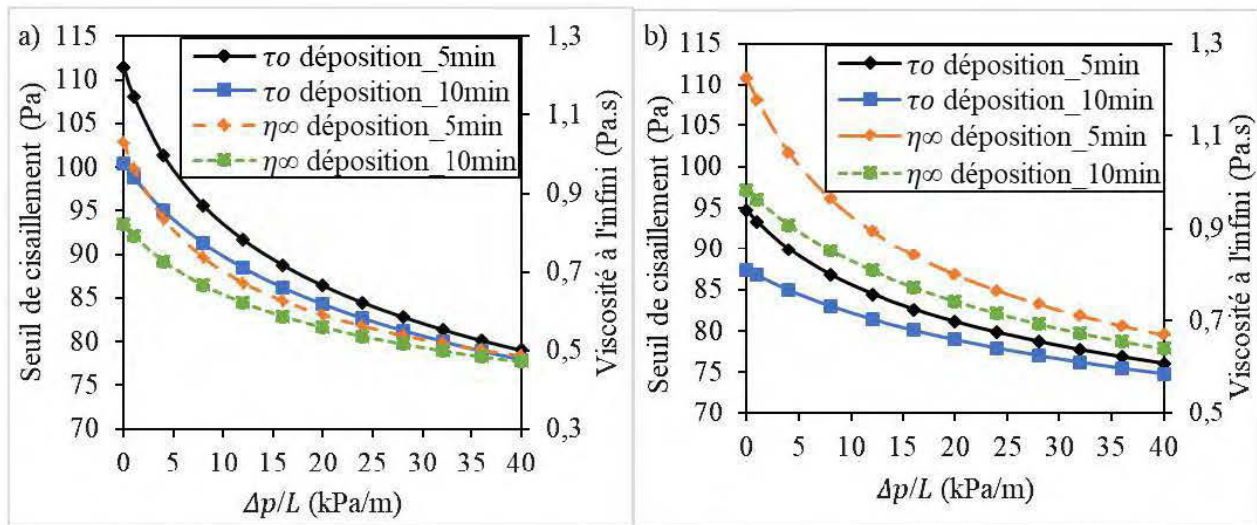 a)
τo déposition_5min
τo déposition_10min
η∞ déposition_5min
η∞ déposition_10min
Seuil de cisaillement (Pa)
115
110
105
100
95
90
85
80
75
70
1,3
1,1
0,9
0,7
0,5
0,3
Viscosité à l'infini (Pa.s)
0 5 10 15 20 25 30 35 40
Δp/L (kPa/m)
b)
τo déposition_5min
τo déposition_10min
η∞ déposition_5min
η∞ déposition_10min
Seuil de cisaillement (Pa)
115
110
105
100
95
90
85
80
75
70
1,3
1,1
0,9
0,7
0,5
Viscosité à l'infini (Pa.s)
0 5 10 15 20 25 30 35 40
Δp/L (kPa/m)